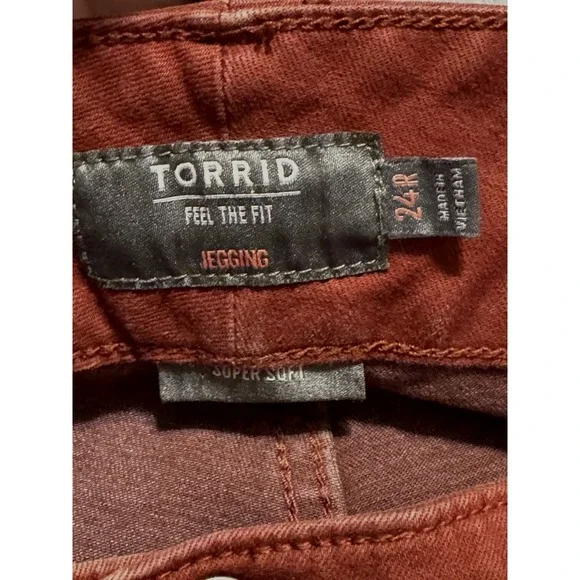 TORRID
FEEL THE FIT
JEGGING
24R
MADE IN
VIETNAM
SUPER SOFT